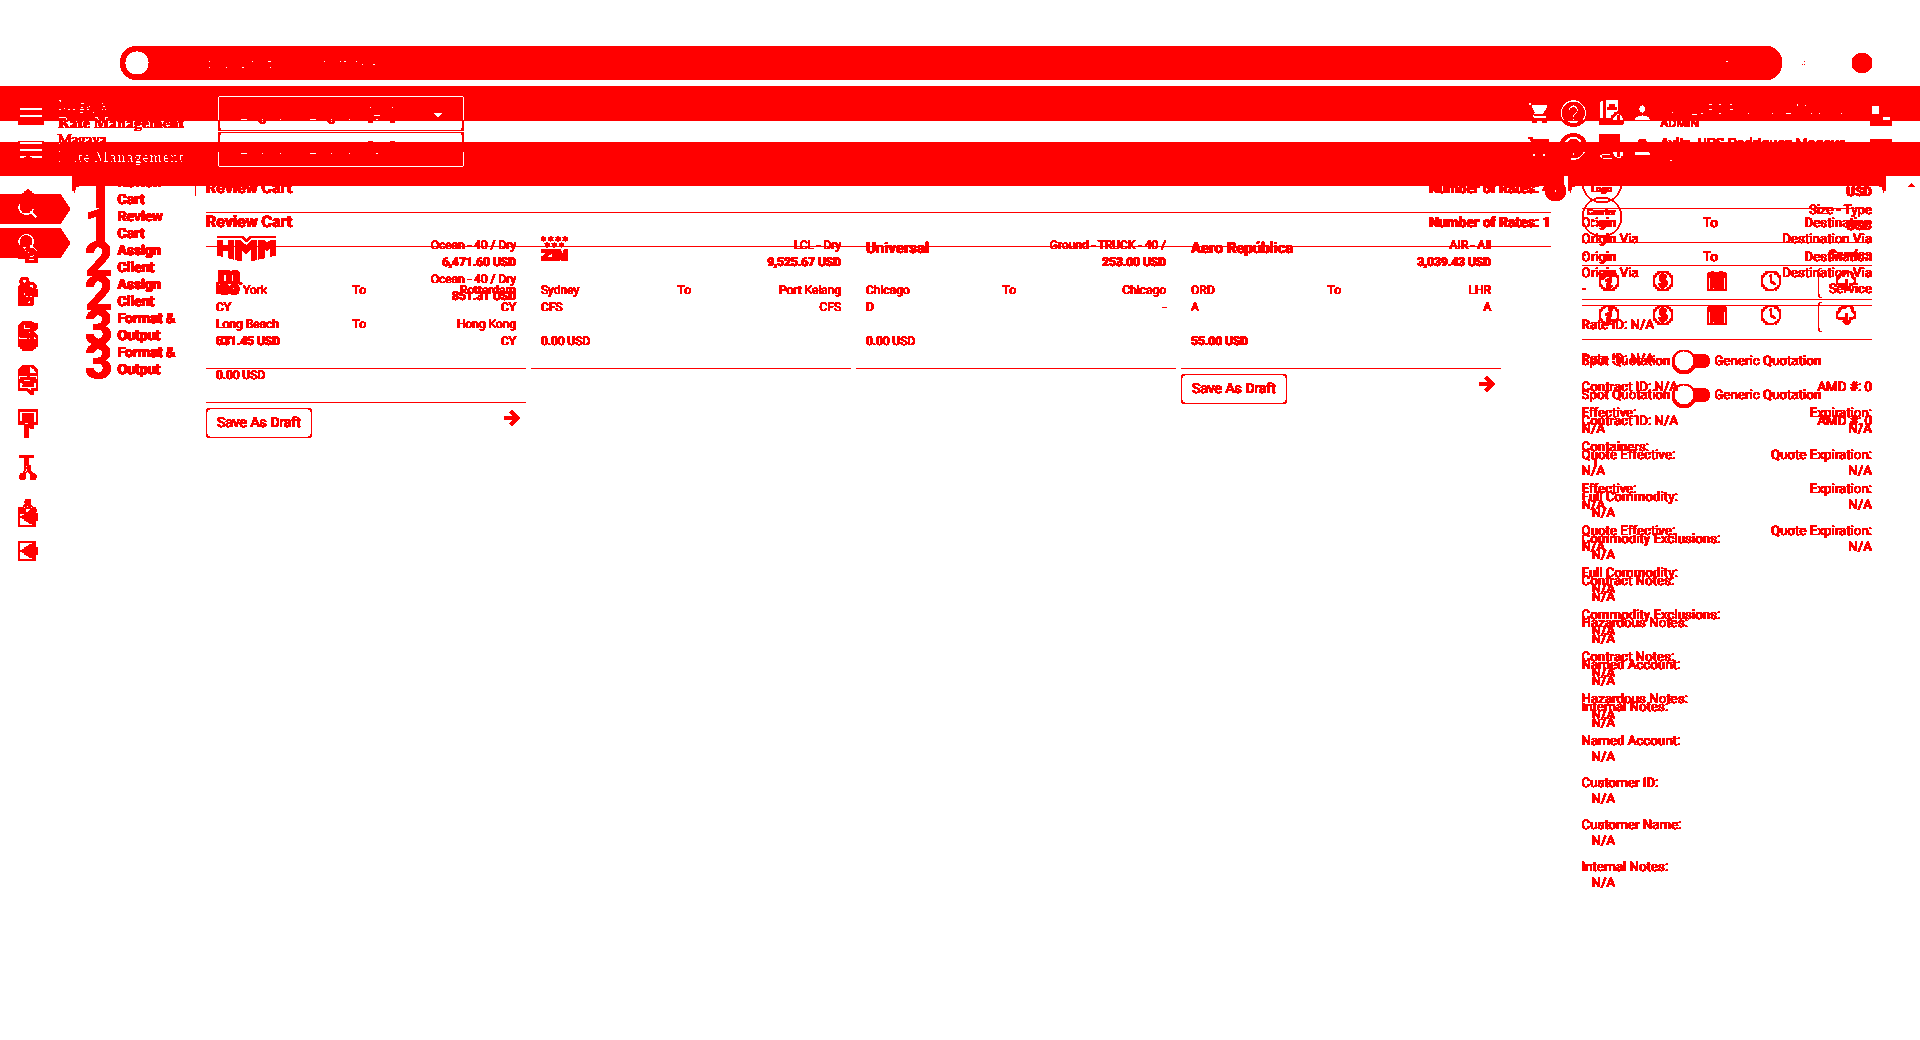 Rate Management
ADMIN
Magaya
Rate Management
Review Cart
Number of Rates:
Cart
Review
Cart
Assign
Client
Assign
Client
Format &
Output
Format &
Output
Review Cart
Number of Rates: 1
HMM
Ocean - 40 / Dry
6,471.60 USD
Ocean - 40 / Dry
York To Rotterdam
CY CY
Long Beach To Hong Kong
631.45 USD CY
0.00 USD
Save As Draft
ZIM
LCL - Dry
9,525.67 USD
Sydney To Port Kelang
CFS CFS
0.00 USD
Universal
Ground - TRUCK - 40 /
253.00 USD
Chicago To Chicago
D -
0.00 USD
Aero República
AIR - All
3,039.43 USD
ORD To LHR
A A
55.00 USD
Save As Draft
Logo
USD
Size - Type
Carrier
Origin To Destination
Origin Via Destination Via
Origin To Destination
Origin Via Destination Via
- Service
Rate ID: N/A
Spot Quotation Generic Quotation
Contract ID: N/A AMD #: 0
Spot Quotation Generic Quotation
Effective: Expiration:
Contract ID: N/A AMD #: 0
N/A N/A
Containers:
Quote Effective: Quote Expiration:
N/A N/A
Effective: Expiration:
Full Commodity:
N/A N/A
N/A
Quote Effective: Quote Expiration:
Commodity Exclusions:
N/A N/A
N/A
Full Commodity:
Contract Notes:
N/A
N/A
Commodity Exclusions:
Hazardous Notes:
N/A
N/A
Contract Notes:
Named Account:
N/A
N/A
Hazardous Notes:
Internal Notes:
N/A
N/A
Named Account:
N/A
Customer ID:
N/A
Customer Name:
N/A
Internal Notes:
N/A